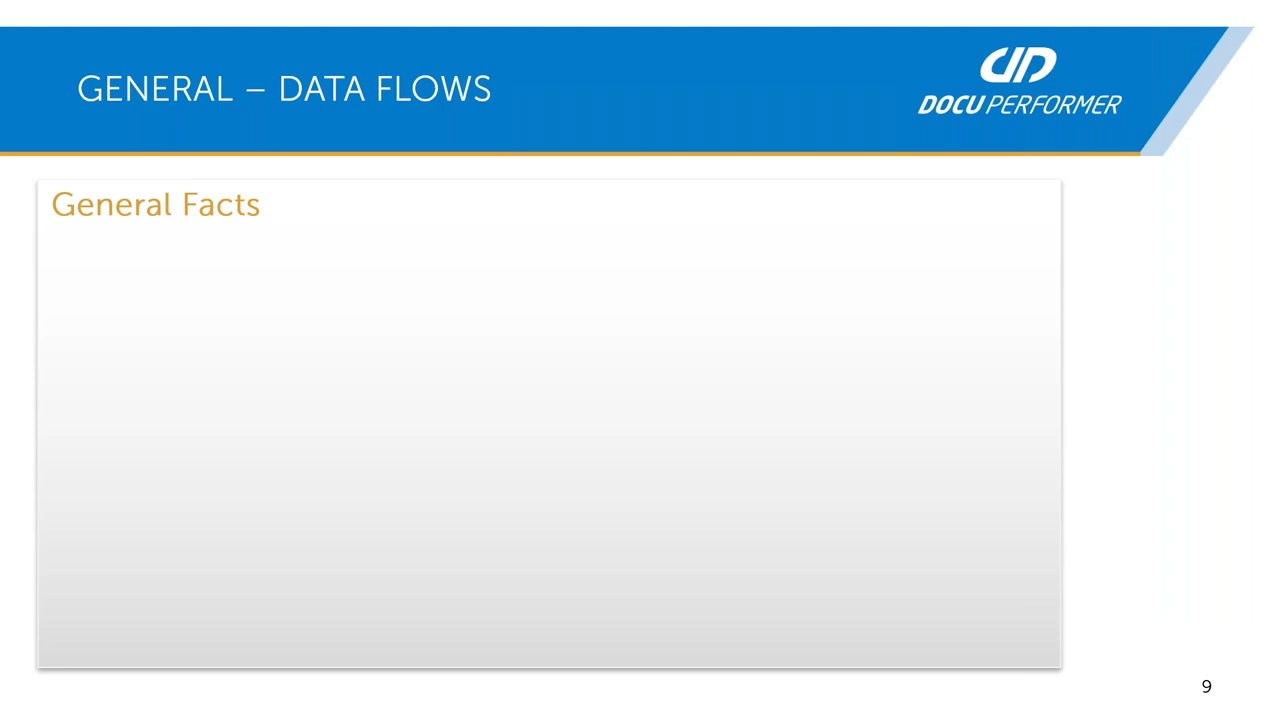 GENERAL – DATA FLOWS
DOCU PERFORMER
General Facts
9